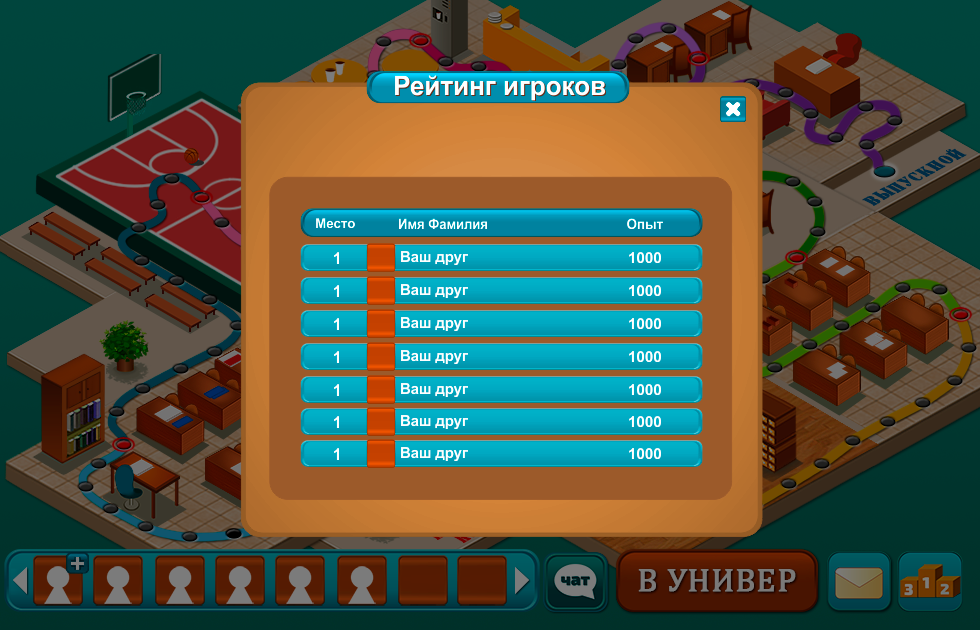 Рейтинг игроков
ВЫПУСКНОЙ
Место Имя Фамилия Опыт
1 Ваш друг 1000
1 Ваш друг 1000
1 Ваш друг 1000
1 Ваш друг 1000
1 Ваш друг 1000
1 Ваш друг 1000
1 Ваш друг 1000
чат
В УНИВЕР
3 1 2